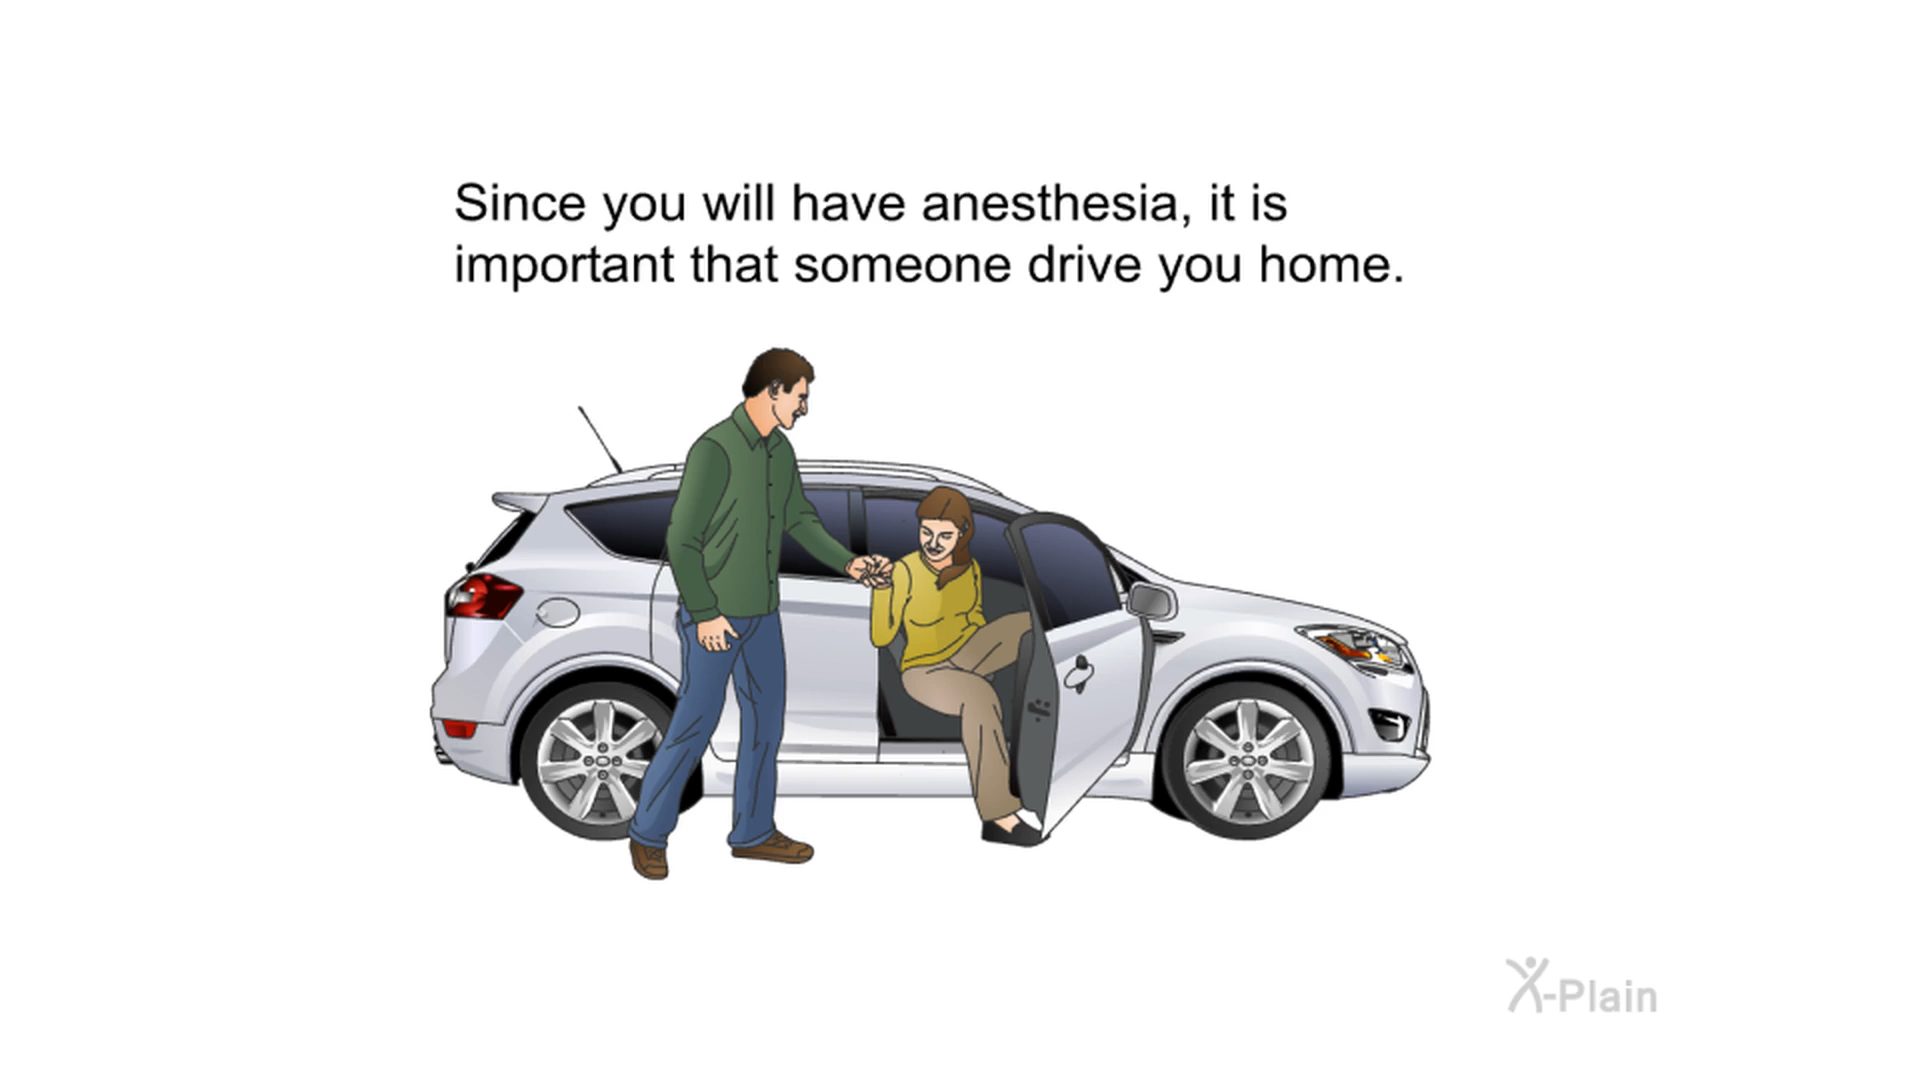 Since you will have anesthesia, it is
important that someone drive you home.
X-Plain